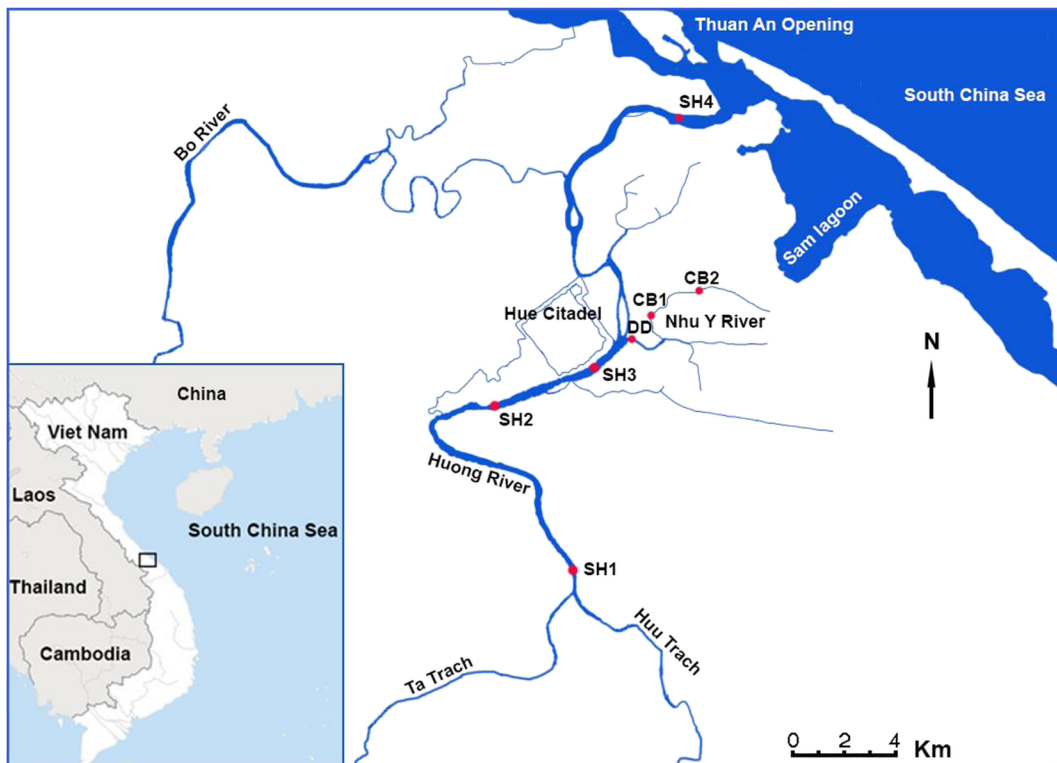 Thuan An Opening
South China Sea
SH4
Bo River
Sam lagoon
CB2
CB1
Hue Citadel
Nhu Y River
DD
N
SH3
SH2
Huong River
SH1
Huu Trach
Ta Trach
China
Viet Nam
Laos
South China Sea
Thailand
Cambodia
0 2 4 Km